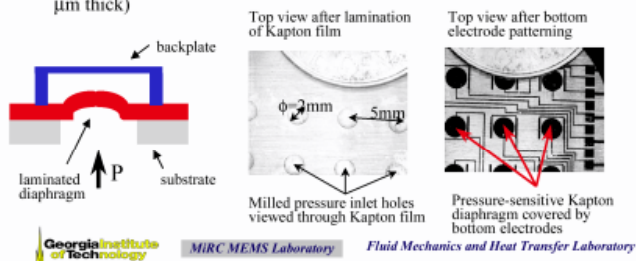 μm thick)
backplate
laminated
diaphragm
P
substrate
Top view after lamination
of Kapton film
ϕ=2mm
5mm
Milled pressure inlet holes
viewed through Kapton film
Top view after bottom
electrode patterning
Pressure-sensitive Kapton
diaphragm covered by
bottom electrodes
Georgia Institute
of Technology
MiRC MEMS Laboratory
Fluid Mechanics and Heat Transfer Laboratory